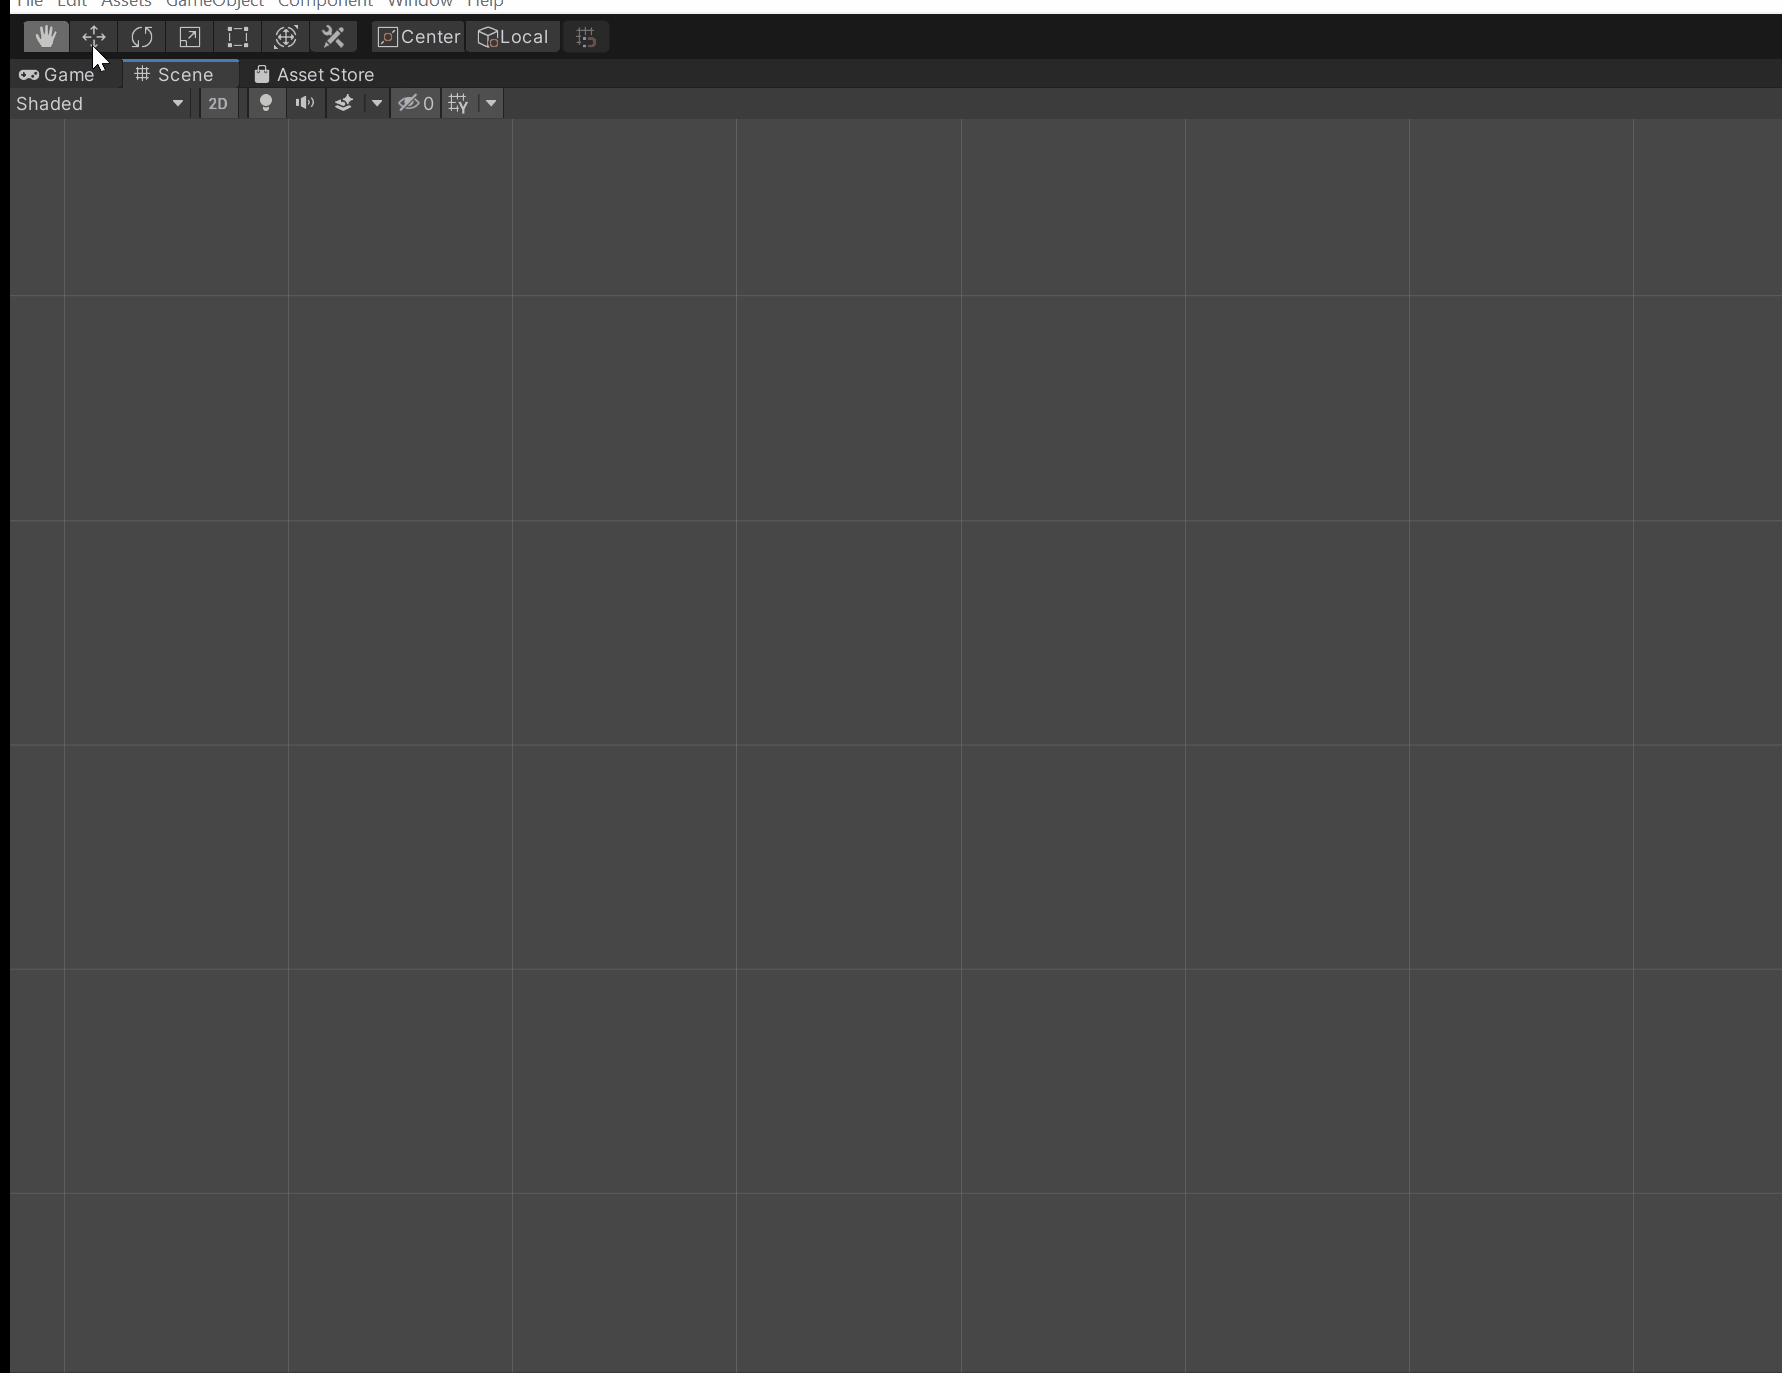 File Edit Assets GameObject Component Window Help
Center Local
Game Scene Asset Store
Shaded 2D 0 Y